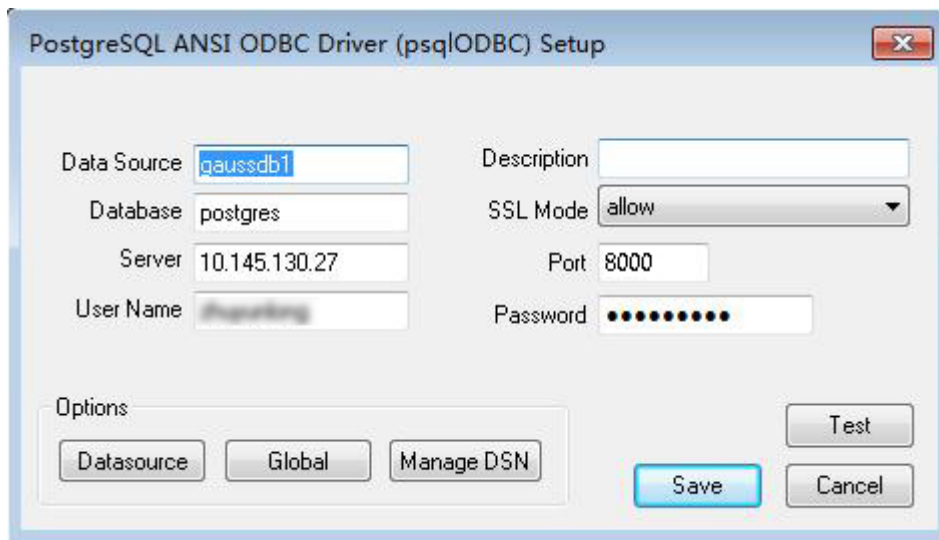 PostgreSQL ANSI ODBC Driver (psqlODBC) Setup
Data Source gaussdb1
Description
Database postgres
SSL Mode allow
Server 10.145.130.27
Port 8000
User Name
Password •••••••••
Options
Datasource Global Manage DSN
Test
Save Cancel